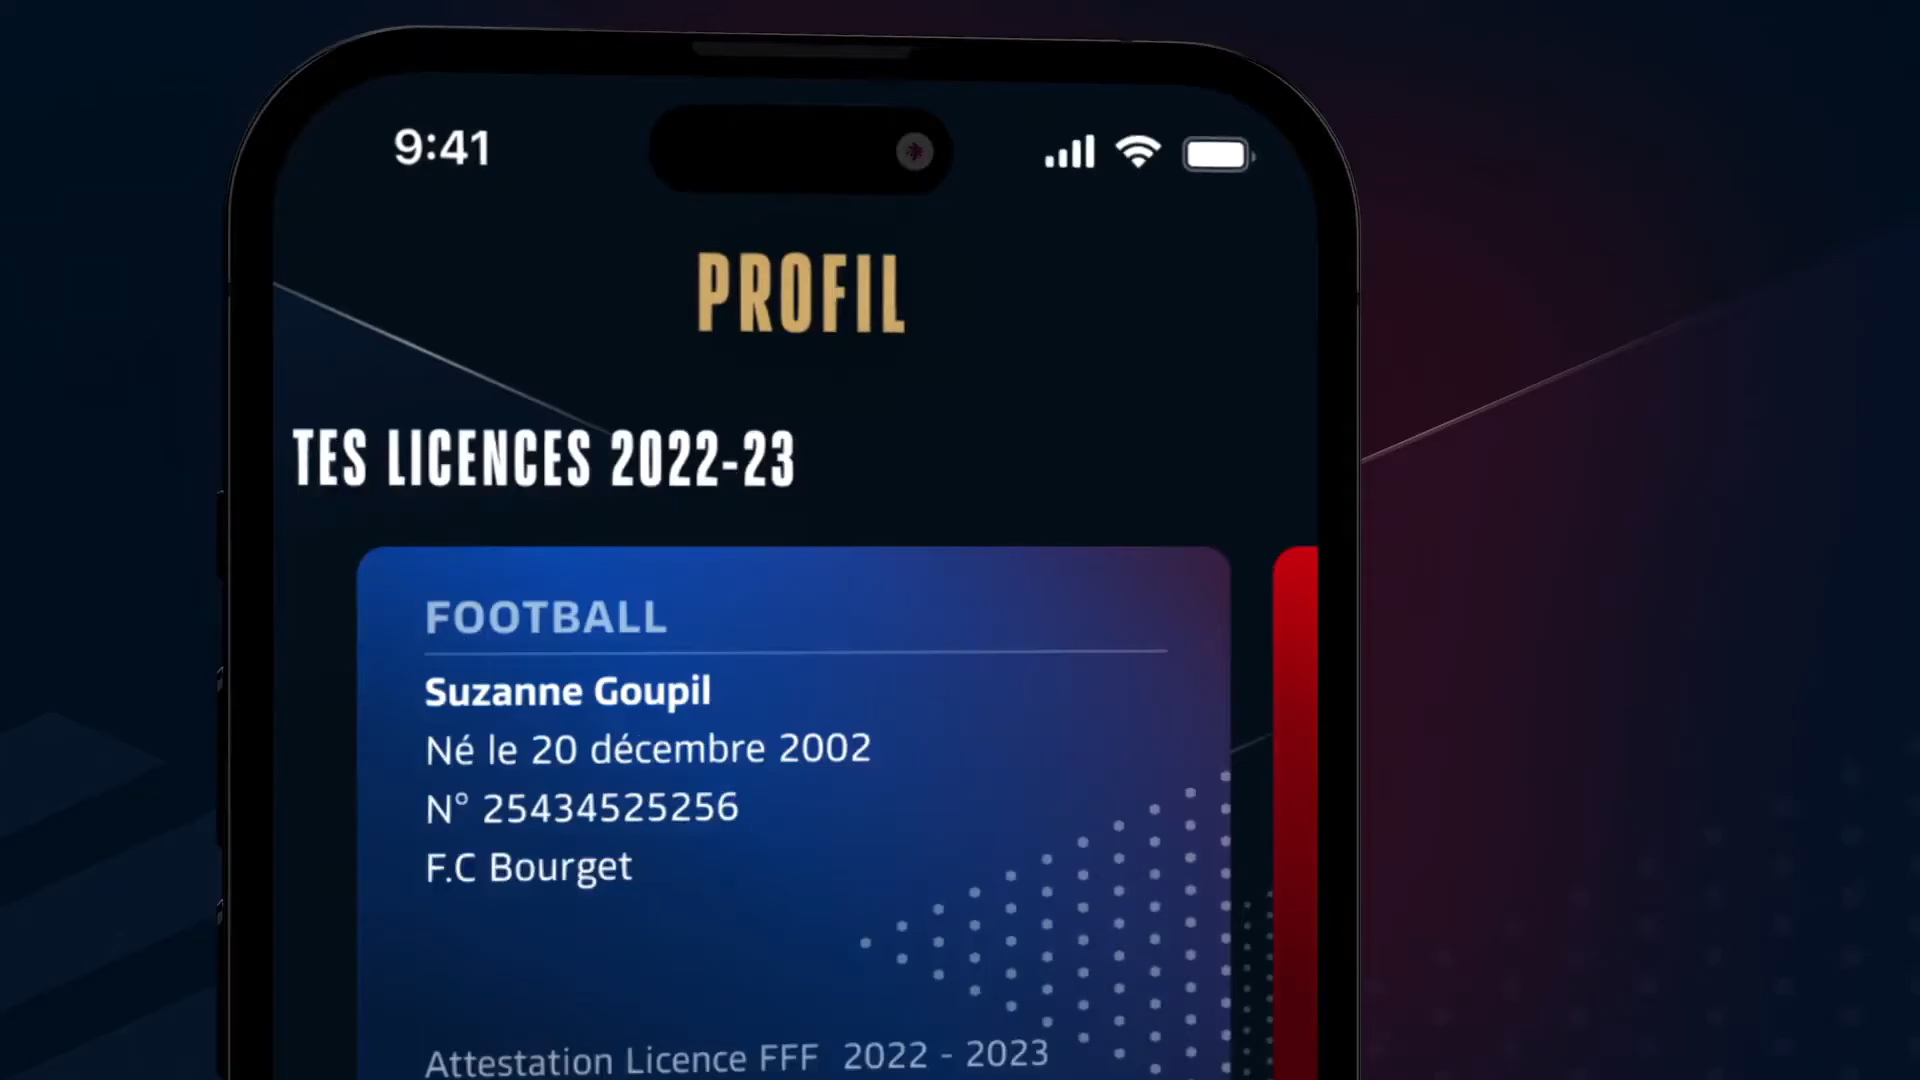 9:41
PROFIL
TES LICENCES 2022-23
FOOTBALL
Suzanne Goupil
Né le 20 décembre 2002
N° 25434525256
F.C Bourget
Attestation Licence FFF 2022 - 2023